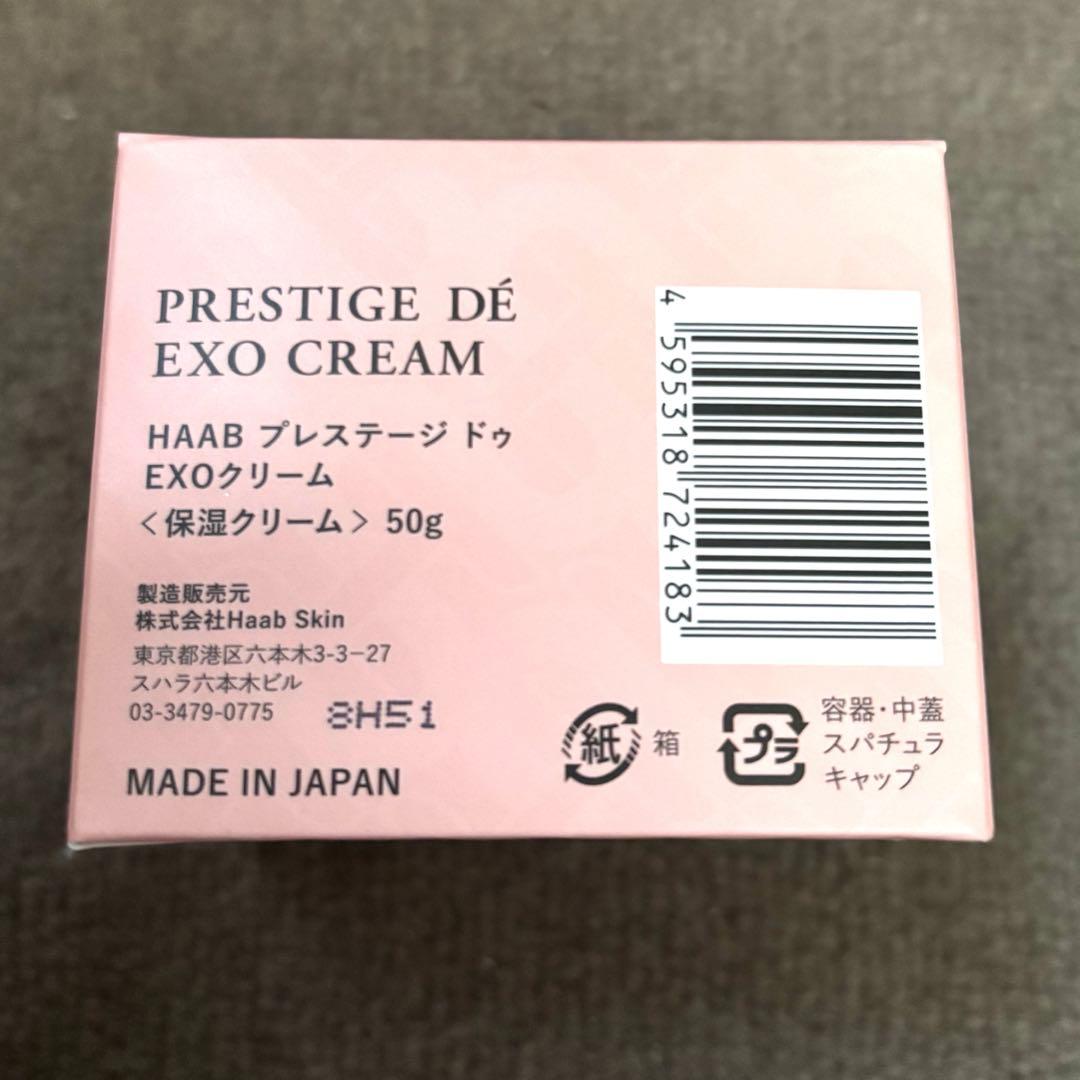 PRESTIGE DÉ
EXO CREAM
HAAB プレステージ ドゥ
EXOクリーム
＜保湿クリーム＞ 50g
製造販売元
株式会社Haab Skin
東京都港区六本木3-3-27
スハラ六本木ビル
03-3479-0775
8H51
MADE IN JAPAN
4 595318 724183
紙
箱
プラ
容器・中蓋
スパチュラ
キャップ